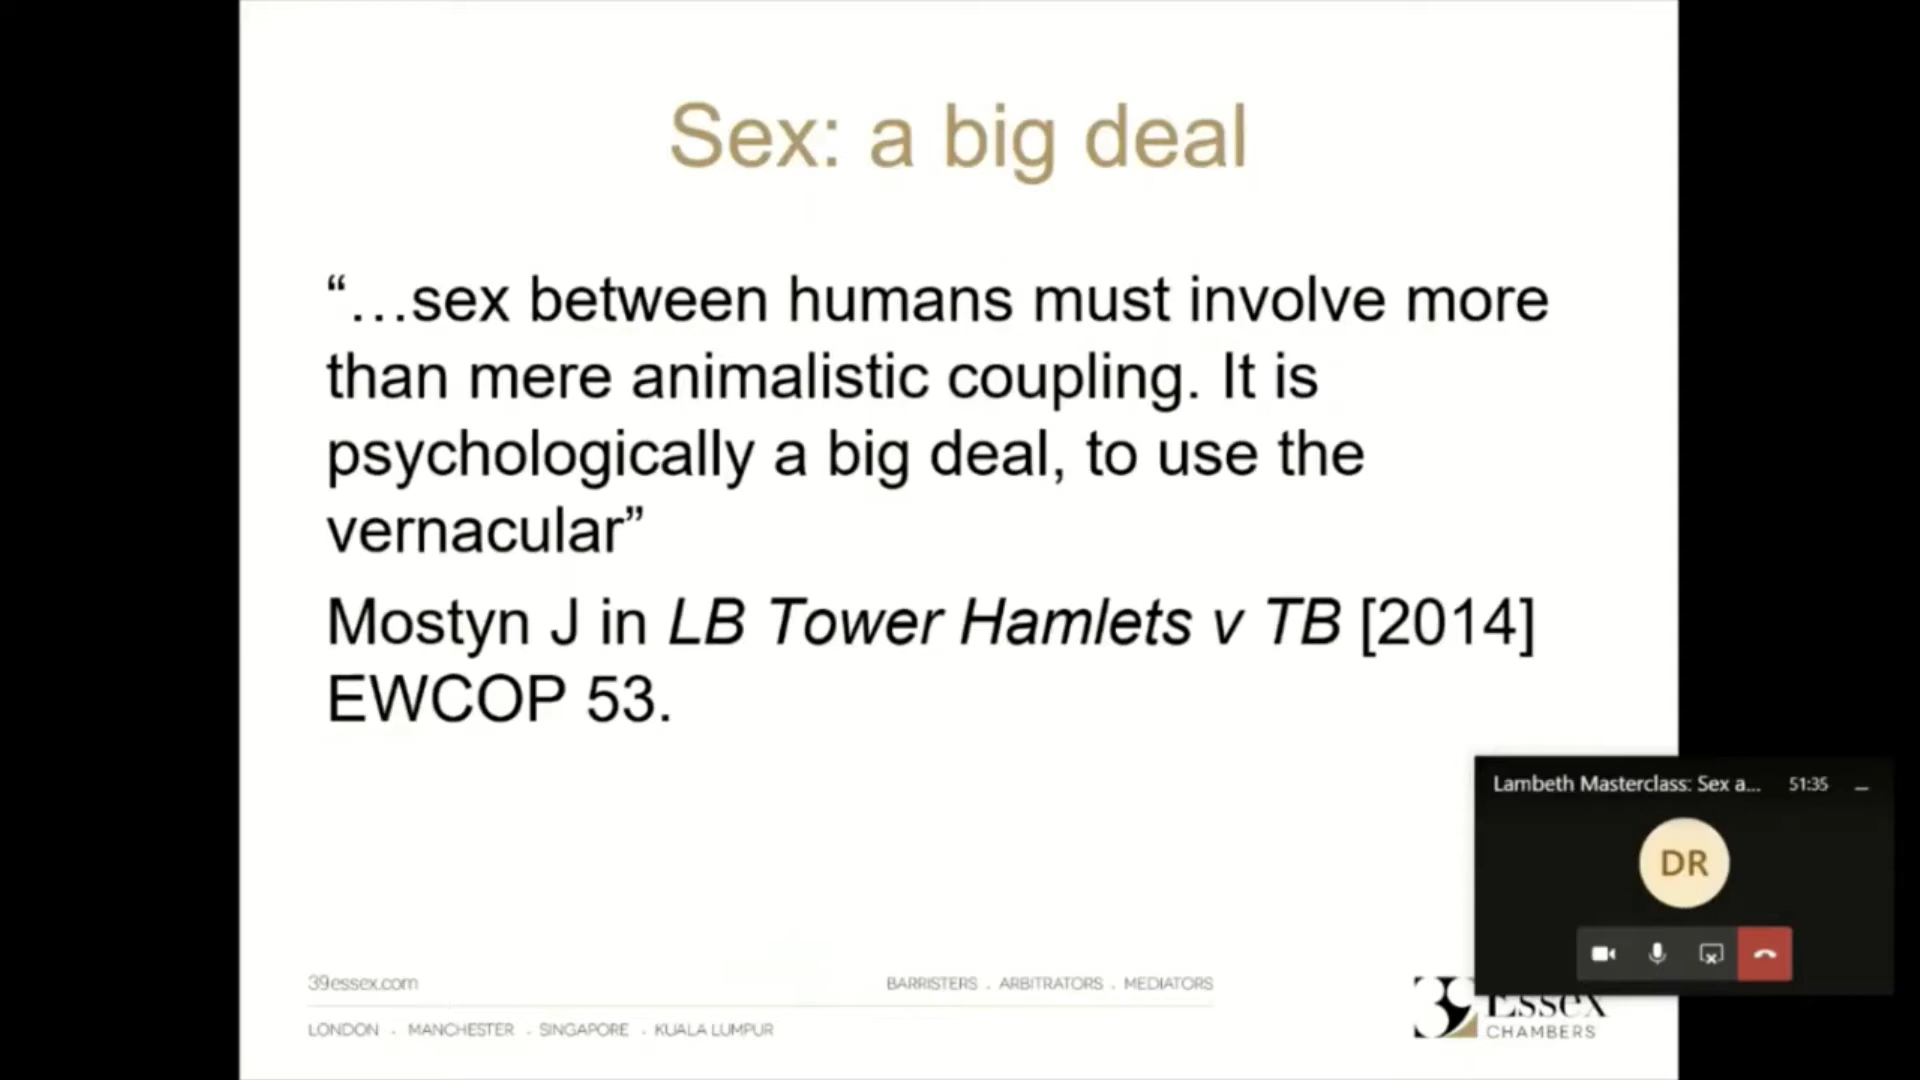 Sex: a big deal
“…sex between humans must involve more
than mere animalistic coupling. It is
psychologically a big deal, to use the
vernacular”
Mostyn J in LB Tower Hamlets v TB [2014]
EWCOP 53.
Lambeth Masterclass: Sex a... 51:35
DR
39essex.com
BARRISTERS . ARBITRATORS . MEDIATORS
LONDON . MANCHESTER . SINGAPORE . KUALA LUMPUR
39 Essex
CHAMBERS